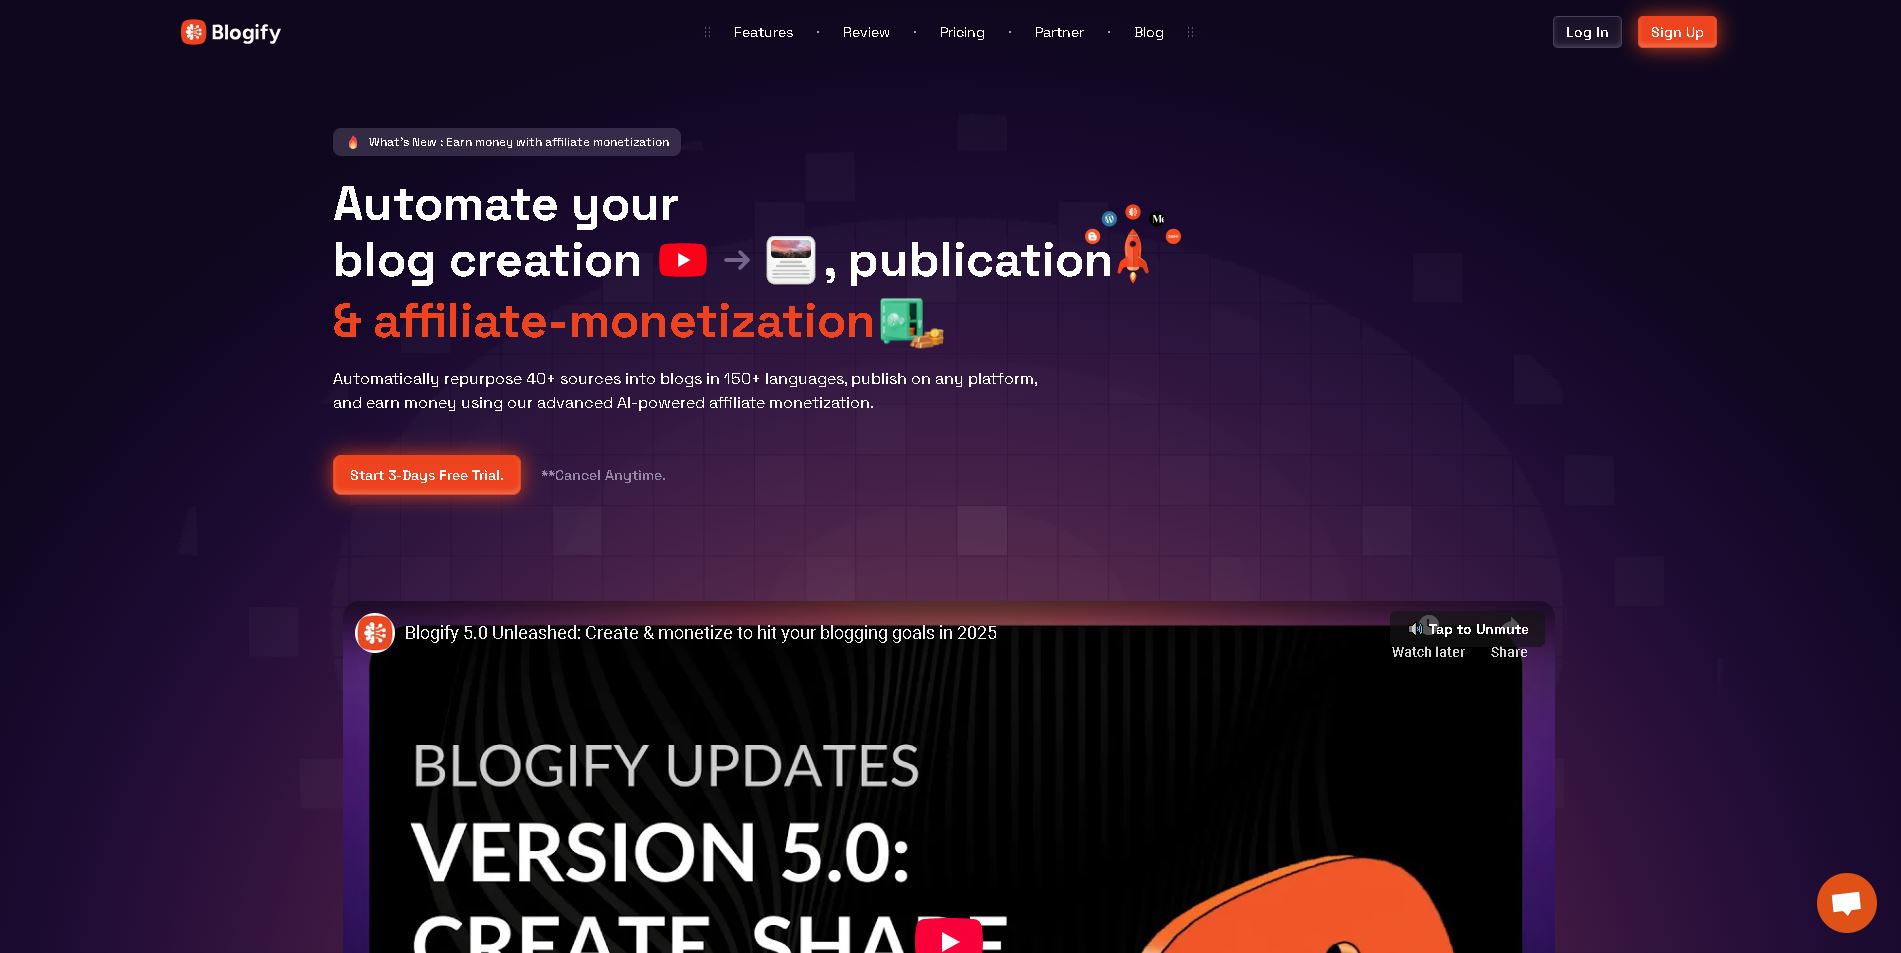 Blogify
Features
Review
Pricing
Partner
Blog
Log In
Sign Up
What's New : Earn money with affiliate monetization
Automate your
blog creation , publication
& affiliate-monetization
Automatically repurpose 40+ sources into blogs in 150+ languages, publish on any platform,
and earn money using our advanced AI-powered affiliate monetization.
Start 3-Days Free Trial.
**Cancel Anytime.
Blogify 5.0 Unleashed: Create & monetize to hit your blogging goals in 2025
Tap to Unmute
Watch later
Share
BLOGIFY UPDATES
VERSION 5.0:
CREATE, SHARE